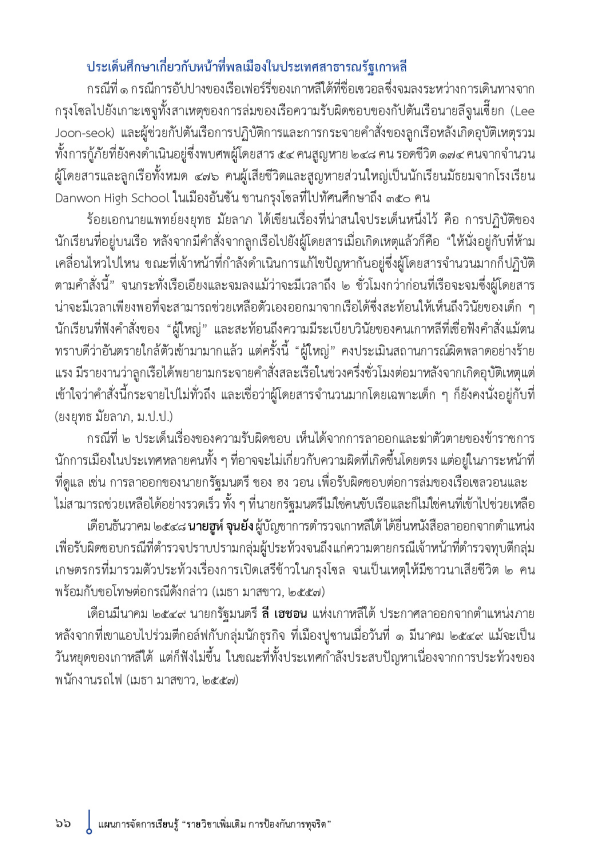 ประเด็นศึกษาเกี่ยวกับหน้าที่พลเมืองในประเทศสาธารณรัฐเกาหลี
กรณีที่ ๑ กรณีการอัปปางของเรือเฟอร์รี่ของเกาหลีใต้ที่ชื่อเซวอลซึ่งจมลงระหว่างการเดินทางจาก
กรุงโซลไปยังเกาะเซจูทั้งสาเหตุของการล่มของเรือความรับผิดชอบของกัปตันเรือนายลีจูนเซี๊ยก (Lee
Joon-seok) และผู้ช่วยกัปตันเรือการปฏิบัติการและการกระจายคำสั่งของลูกเรือหลังเกิดอุบัติเหตุรวม
ทั้งการกู้ภัยที่ยังคงดำเนินอยู่ซึ่งพบศพผู้โดยสาร ๕๔ คนสูญหาย ๒๔๘ คน รอดชีวิต ๑๗๔ คนจากจำนวน
ผู้โดยสารและลูกเรือทั้งหมด ๔๗๖ คนผู้เสียชีวิตและสูญหายส่วนใหญ่เป็นนักเรียนมัธยมจากโรงเรียน
Danwon High School ในเมืองอันซัน ชานกรุงโซลที่ไปทัศนศึกษาถึง ๓๕๐ คน
ร้อยเอกนายแพทย์ยงยุทธ มัยลาภ ได้เขียนเรื่องที่น่าสนใจประเด็นหนึ่งไว้ คือ การปฏิบัติของ
นักเรียนที่อยู่บนเรือ หลังจากมีคำสั่งจากลูกเรือไปยังผู้โดยสารเมื่อเกิดเหตุแล้วก็คือ “ให้นั่งอยู่กับที่ห้าม
เคลื่อนไหวไปไหน ขณะที่เจ้าหน้าที่กำลังดำเนินการแก้ไขปัญหากันอยู่ซึ่งผู้โดยสารจำนวนมากก็ปฏิบัติ
ตามคำสั่งนี้” จนกระทั่งเรือเอียงและจมลงแม้ว่าจะมีเวลาถึง ๒ ชั่วโมงกว่าก่อนที่เรือจะจมซึ่งผู้โดยสาร
น่าจะมีเวลาเพียงพอที่จะสามารถช่วยเหลือตัวเองออกมาจากเรือได้ซึ่งสะท้อนให้เห็นถึงวินัยของเด็ก ๆ
นักเรียนที่ฟังคำสั่งของ “ผู้ใหญ่” และสะท้อนถึงความมีระเบียบวินัยของคนเกาหลีที่เชื่อฟังคำสั่งแม้ตน
ทราบดีว่าอันตรายใกล้ตัวเข้ามามากแล้ว แต่ครั้งนี้ “ผู้ใหญ่” คงประเมินสถานการณ์ผิดพลาดอย่างร้าย
แรง มีรายงานว่าลูกเรือได้พยายามกระจายคำสั่งสละเรือในช่วงครึ่งชั่วโมงต่อมาหลังจากเกิดอุบัติเหตุแต่
เข้าใจว่าคำสั่งนี้กระจายไปไม่ทั่วถึง และเชื่อว่าผู้โดยสารจำนวนมากโดยเฉพาะเด็ก ๆ ก็ยังคงนั่งอยู่กับที่
(ยงยุทธ มัยลาภ, ม.ป.ป.)
กรณีที่ ๒ ประเด็นเรื่องของความรับผิดชอบ เห็นได้จากการลาออกและฆ่าตัวตายของข้าราชการ
นักการเมืองในประเทศหลายคนทั้ง ๆ ที่อาจจะไม่เกี่ยวกับความผิดที่เกิดขึ้นโดยตรง แต่อยู่ในภาระหน้าที่
ที่ดูแล เช่น การลาออกของนายกรัฐมนตรี ชอง ฮง วอน เพื่อรับผิดชอบต่อการล่มของเรือเซลวอนและ
ไม่สามารถช่วยเหลือได้อย่างรวดเร็ว ทั้ง ๆ ที่นายกรัฐมนตรีไม่ใช่คนขับเรือและก็ไม่ใช่คนที่เข้าไปช่วยเหลือ
เดือนธันวาคม ๒๕๔๘ นายฮูห์ จุนยัง ผู้บัญชาการตำรวจเกาหลีใต้ ได้ยื่นหนังสือลาออกจากตำแหน่ง
เพื่อรับผิดชอบกรณีที่ตำรวจปราบปรามกลุ่มผู้ประท้วงจนถึงแก่ความตายกรณีเจ้าหน้าที่ตำรวจทุบตีกลุ่ม
เกษตรกรที่มารวมตัวประท้วงเรื่องการเปิดเสรีข้าวในกรุงโซล จนเป็นเหตุให้มีชาวนาเสียชีวิต ๒ คน
พร้อมกับขอโทษต่อกรณีดังกล่าว (เมธา มาสขาว, ๒๕๕๗)
เดือนมีนาคม ๒๕๔๙ นายกรัฐมนตรี ลี เฮชอน แห่งเกาหลีใต้ ประกาศลาออกจากตำแหน่งภาย
หลังจากที่เขาแอบไปร่วมตีกอล์ฟกับกลุ่มนักธุรกิจ ที่เมืองปูซานเมื่อวันที่ ๑ มีนาคม ๒๕๔๙ แม้จะเป็น
วันหยุดของเกาหลีใต้ แต่ก็ฟังไม่ขึ้น ในขณะที่ทั้งประเทศกำลังประสบปัญหาเนื่องจากการประท้วงของ
พนักงานรถไฟ (เมธา มาสขาว, ๒๕๕๗)
๖๖ แผนการจัดการเรียนรู้ “รายวิชาเพิ่มเติม การป้องกันการทุจริต”